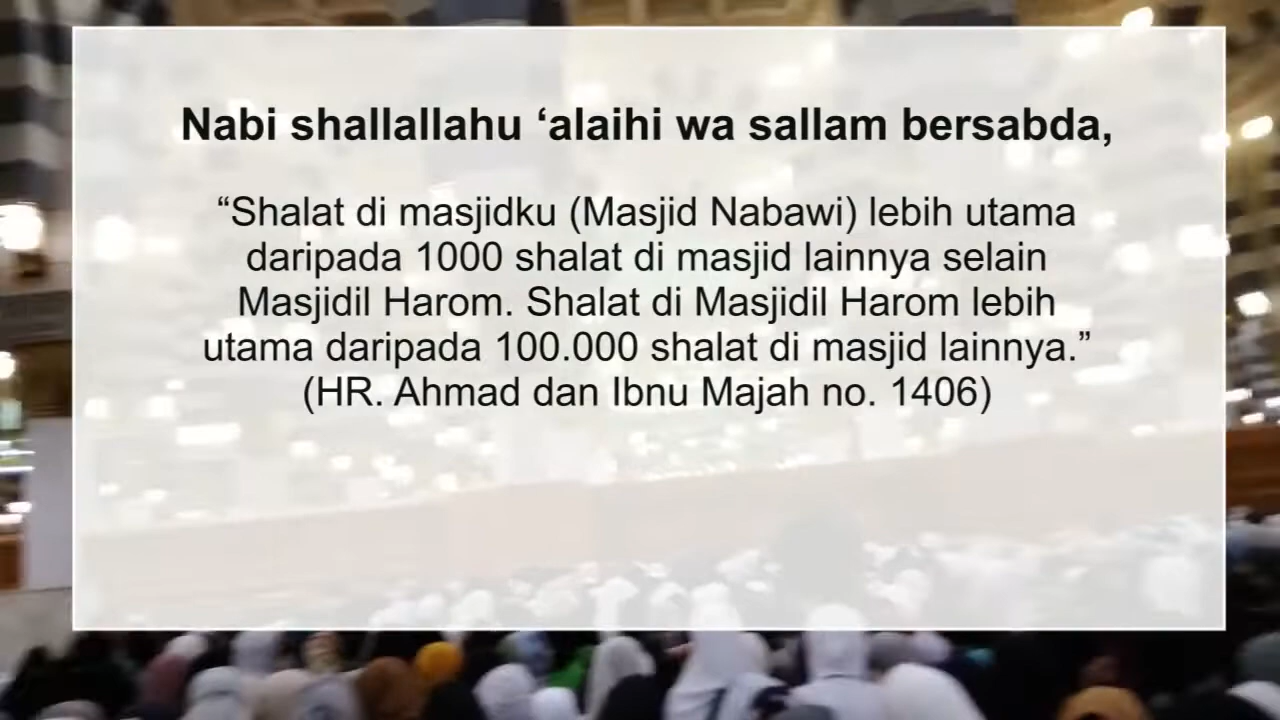 Nabi shallallahu ‘alaihi wa sallam bersabda,
“Shalat di masjidku (Masjid Nabawi) lebih utama
daripada 1000 shalat di masjid lainnya selain
Masjidil Harom. Shalat di Masjidil Harom lebih
utama daripada 100.000 shalat di masjid lainnya.”
(HR. Ahmad dan Ibnu Majah no. 1406)